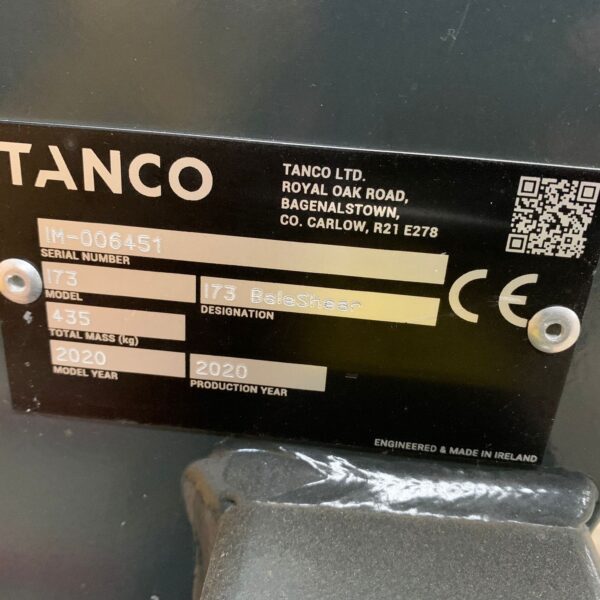 TANCO
TANCO LTD.
ROYAL OAK ROAD,
BAGENALSTOWN,
CO. CARLOW, R21 E278
IM-006451
SERIAL NUMBER
I73
MODEL
I73 BaleShear
DESIGNATION
CE
435
TOTAL MASS (kg)
2020
MODEL YEAR
2020
PRODUCTION YEAR
ENGINEERED & MADE IN IRELAND